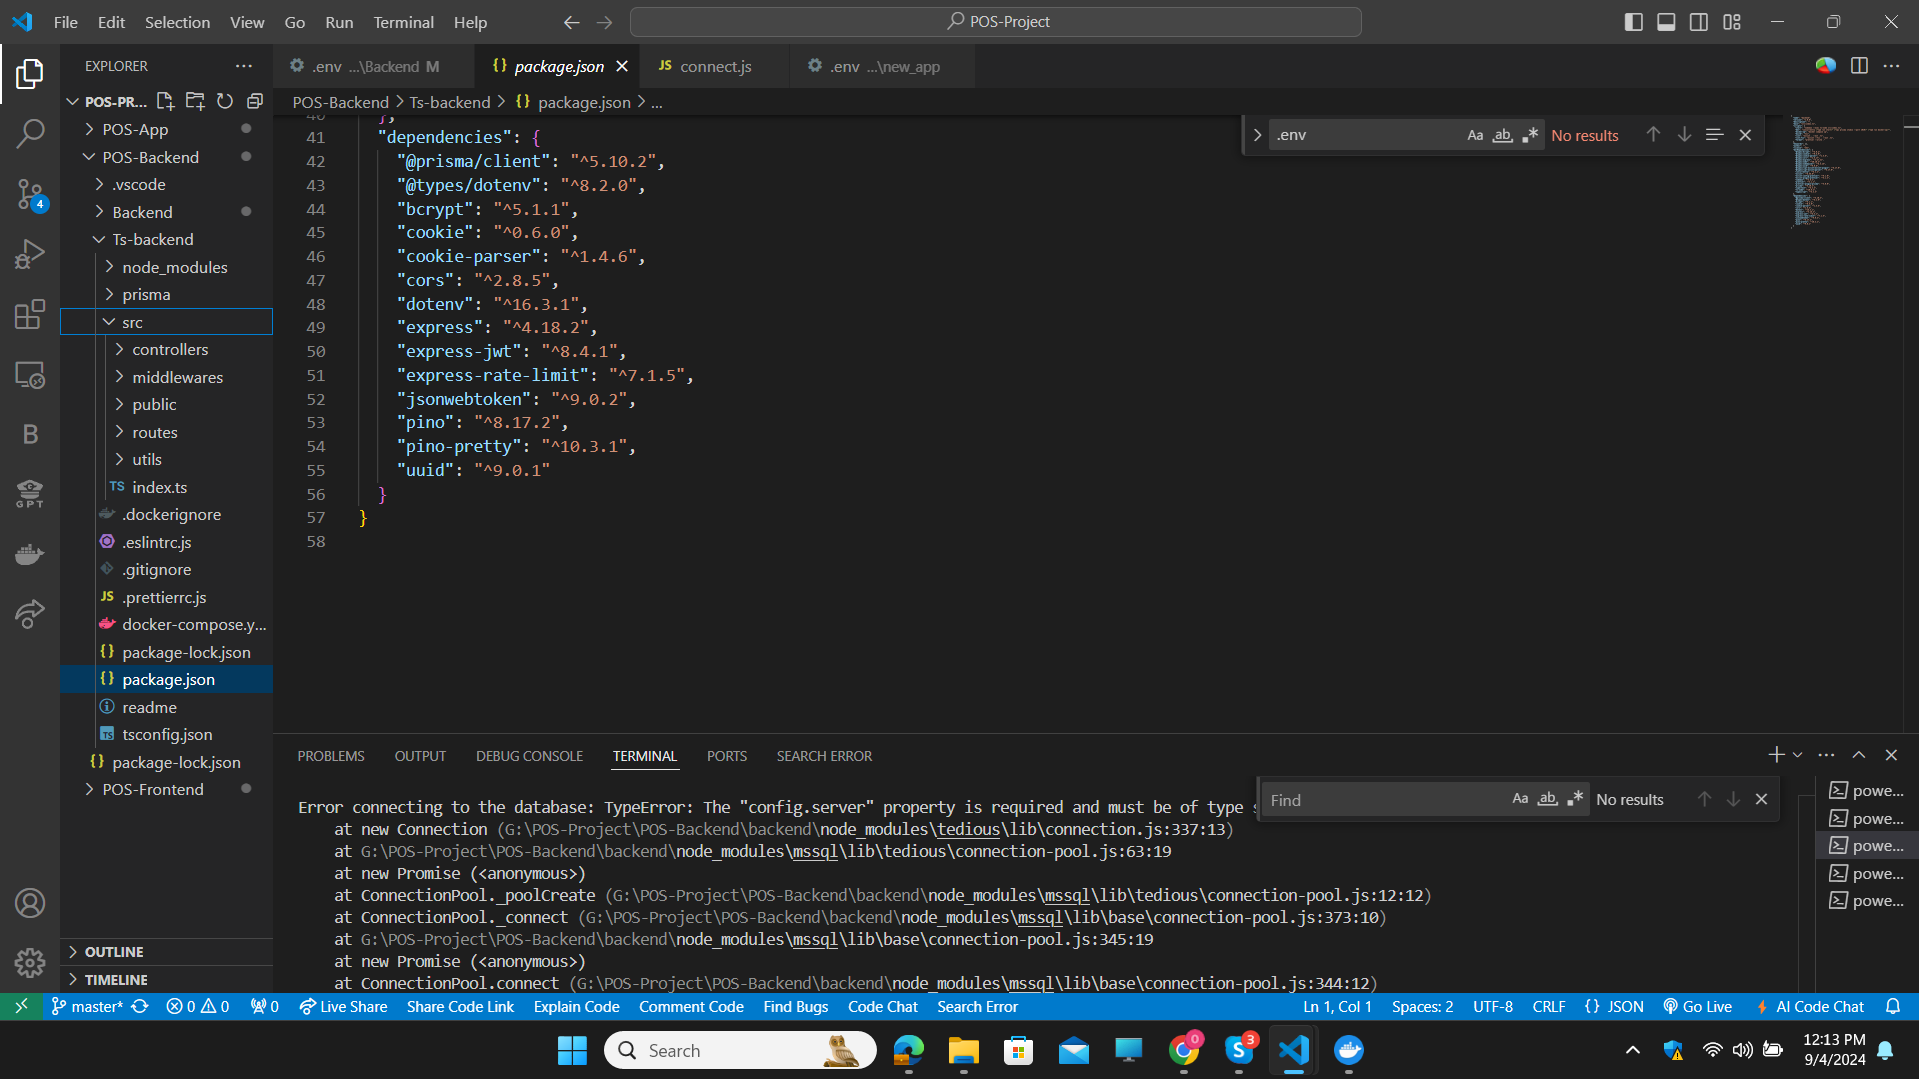 File Edit Selection View Go Run Terminal Help
POS-Project
EXPLORER
.env ...\Backend M
package.json
JS connect.js
.env ...\new_app
POS-PR...
POS-Backend > Ts-backend > {} package.json > ...
POS-App
POS-Backend
.vscode
Backend
Ts-backend
node_modules
prisma
src
controllers
middlewares
public
routes
utils
TS index.ts
.dockerignore
.eslintrc.js
.gitignore
JS .prettierrc.js
docker-compose.y...
{} package-lock.json
{} package.json
readme
TS tsconfig.json
{} package-lock.json
POS-Frontend
OUTLINE
TIMELINE
4
B
GPT
40 },
41 "dependencies": {
42 "@prisma/client": "^5.10.2",
43 "@types/dotenv": "^8.2.0",
44 "bcrypt": "^5.1.1",
45 "cookie": "^0.6.0",
46 "cookie-parser": "^1.4.6",
47 "cors": "^2.8.5",
48 "dotenv": "^16.3.1",
49 "express": "^4.18.2",
50 "express-jwt": "^8.4.1",
51 "express-rate-limit": "^7.1.5",
52 "jsonwebtoken": "^9.0.2",
53 "pino": "^8.17.2",
54 "pino-pretty": "^10.3.1",
55 "uuid": "^9.0.1"
56 }
57 }
58
.env Aa ab .* No results
PROBLEMS OUTPUT DEBUG CONSOLE TERMINAL PORTS SEARCH ERROR
Find Aa ab .* No results
Error connecting to the database: TypeError: The "config.server" property is required and must be of type s
at new Connection (G:\POS-Project\POS-Backend\backend\node_modules\tedious\lib\connection.js:337:13)
at G:\POS-Project\POS-Backend\backend\node_modules\mssql\lib\tedious\connection-pool.js:63:19
at new Promise (<anonymous>)
at ConnectionPool._poolCreate (G:\POS-Project\POS-Backend\backend\node_modules\mssql\lib\tedious\connection-pool.js:12:12)
at ConnectionPool._connect (G:\POS-Project\POS-Backend\backend\node_modules\mssql\lib\base\connection-pool.js:373:10)
at G:\POS-Project\POS-Backend\backend\node_modules\mssql\lib\base\connection-pool.js:345:19
at new Promise (<anonymous>)
at ConnectionPool.connect (G:\POS-Project\POS-Backend\backend\node_modules\mssql\lib\base\connection-pool.js:344:12)
powe...
powe...
powe...
powe...
powe...
master* 0 0 0 Live Share Share Code Link Explain Code Comment Code Find Bugs Code Chat Search Error
Ln 1, Col 1 Spaces: 2 UTF-8 CRLF {} JSON Go Live AI Code Chat
Search
0
S 3
12:13 PM
9/4/2024